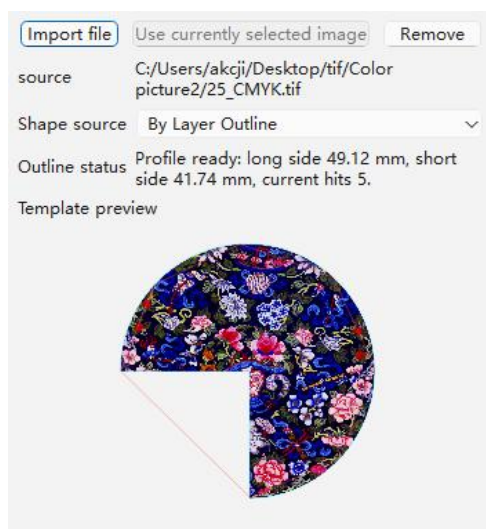 Import file Use currently selected image Remove
source C:/Users/akcji/Desktop/tif/Color
picture2/25_CMYK.tif
Shape source By Layer Outline
Outline status Profile ready: long side 49.12 mm, short
side 41.74 mm, current hits 5.
Template preview